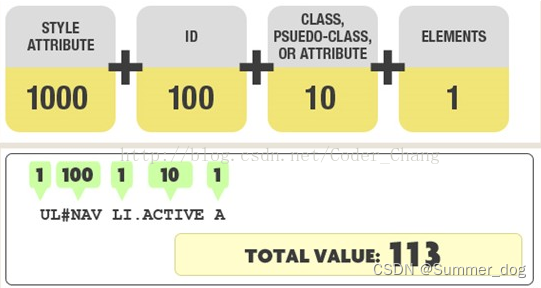 STYLE
ATTRIBUTE
1000
+
ID
100
+
CLASS,
PSUEDO-CLASS,
OR ATTRIBUTE
10
+
ELEMENTS
1
http://blog.csdn.net/Coder_Chang
1 100 1 10 1
UL#NAV LI.ACTIVE A
TOTAL VALUE: 113
CSDN @Summer_dog